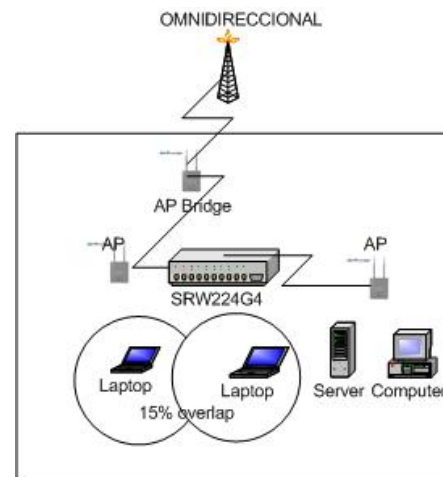 OMNIDIRECCIONAL
AP Bridge
AP
AP
SRW224G4
Laptop
Laptop
Server
Computer
15% overlap